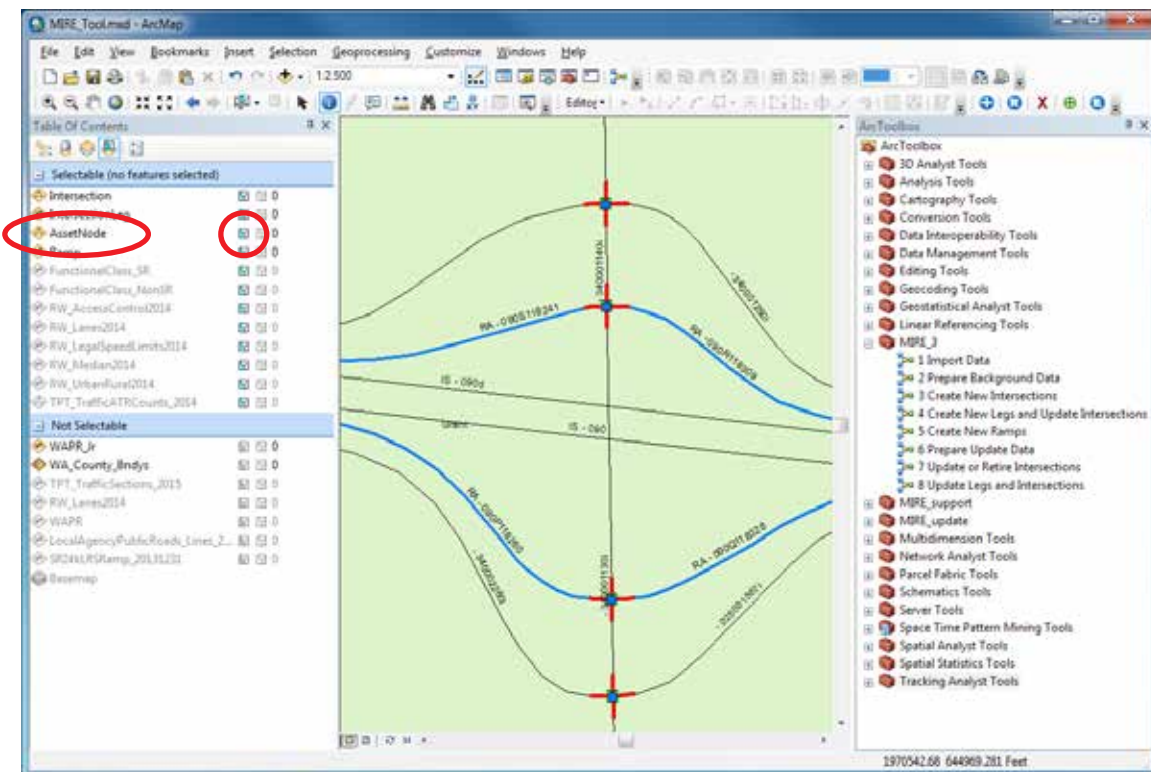 MIRE_Tool.mxd - ArcMap
File Edit View Bookmarks Insert Selection Geoprocessing Customize Windows Help
1:2,500
Editor
Table Of Contents
Selectable (no features selected)
Intersection 0
0
AssetNode 0
Ramp 0
FunctionalClass_SR 0
FunctionalClass_NonSR 0
RW_AccessControl2014 0
RW_Lanes2014 0
RW_LegalSpeedLimits2014 0
RW_Median2014 0
RW_UrbanRural2014 0
TPT_TrafficATRCounts_2014 0
Not Selectable
WAPR_Jr 0
WA_County_Bndys 0
TPT_TrafficSections_2015 0
RW_Lanes2014 0
WAPR 0
LocalAgencyPublicRoads_Lines_2... 0
SR24kLRSRamp_20131231 0
Basemap
RA - 090S118241
IS - 090d
IS - 090
ArcToolbox
ArcToolbox
3D Analyst Tools
Analysis Tools
Cartography Tools
Conversion Tools
Data Interoperability Tools
Data Management Tools
Editing Tools
Geocoding Tools
Geostatistical Analyst Tools
Linear Referencing Tools
MIRE_3
1 Import Data
2 Prepare Background Data
3 Create New Intersections
4 Create New Legs and Update Intersections
5 Create New Ramps
6 Prepare Update Data
7 Update or Retire Intersections
8 Update Legs and Intersections
MIRE_support
MIRE_update
Multidimension Tools
Network Analyst Tools
Parcel Fabric Tools
Schematics Tools
Server Tools
Space Time Pattern Mining Tools
Spatial Analyst Tools
Spatial Statistics Tools
Tracking Analyst Tools
1970542.68 644969.281 Feet